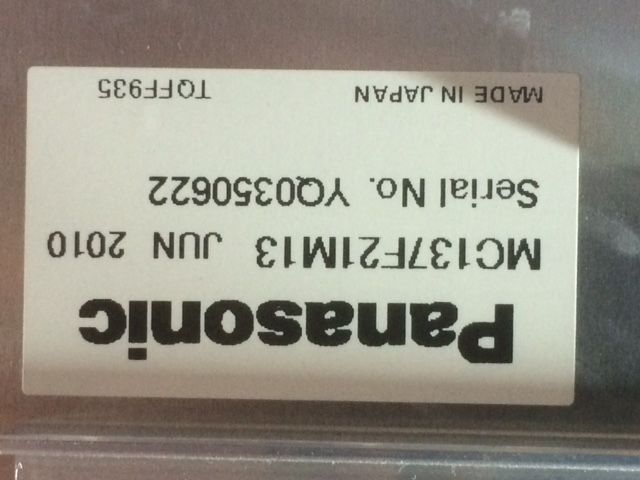 Panasonic
MC137F21M13 JUN 2010
Serial No. YQ0350622
MADE IN JAPAN TQFF935